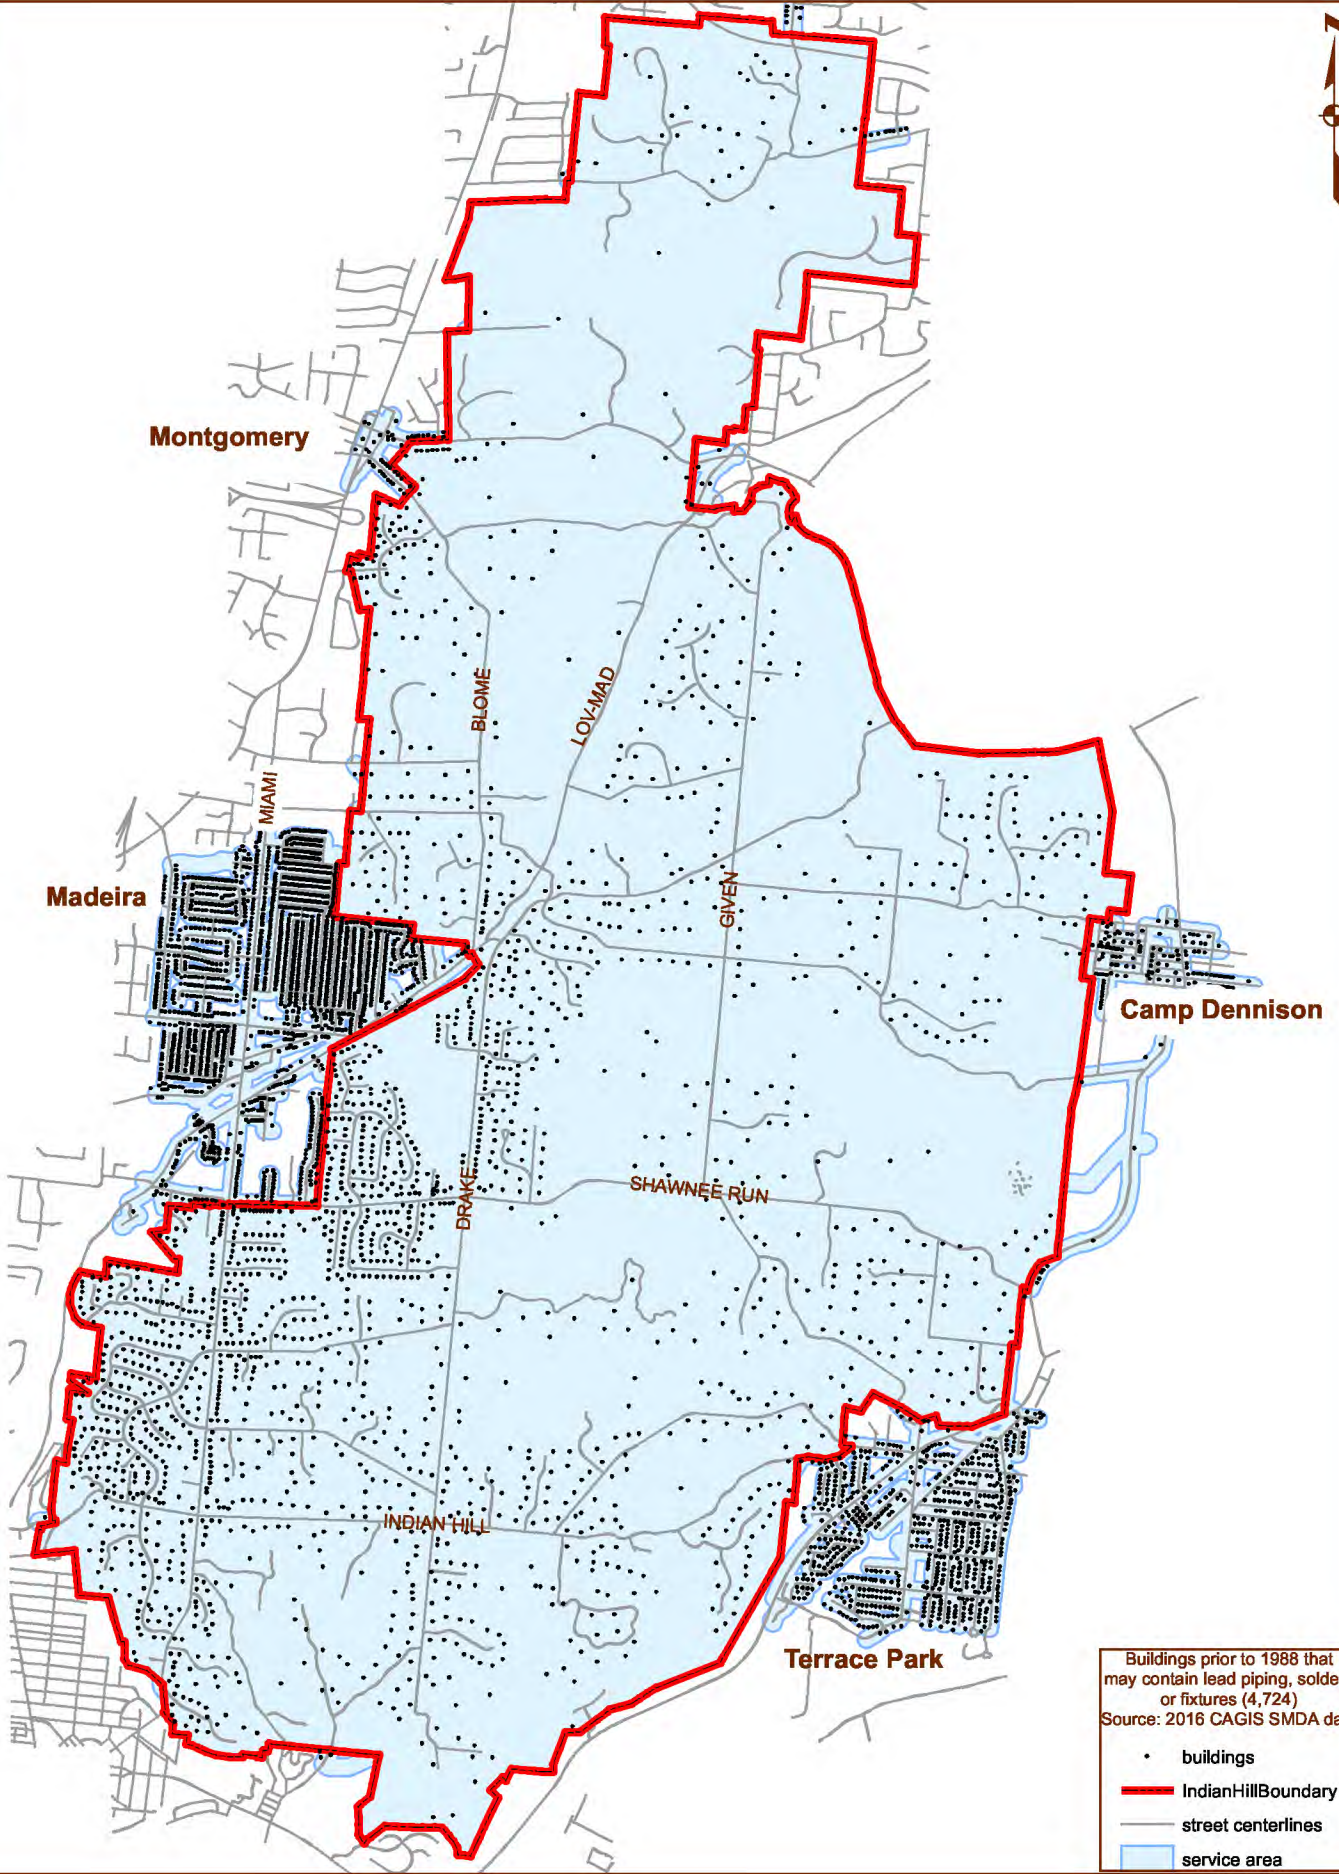 Montgomery
BLOME
LOV-MAD
MIAMI
Madeira
GIVEN
Camp Dennison
DRAKE
SHAWNEE RUN
INDIAN HILL
Terrace Park
Buildings prior to 1988 that
may contain lead piping, solde
or fixtures (4,724)
Source: 2016 CAGIS SMDA da
buildings
IndianHillBoundary
street centerlines
service area